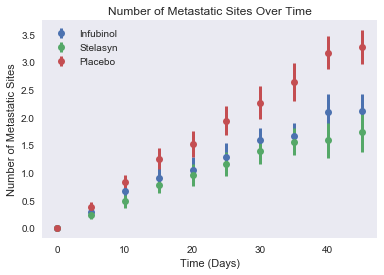 Number of Metastatic Sites Over Time
Infubinol
Stelasyn
Placebo
Number of Metastatic Sites
3.5
3.0
2.5
2.0
1.5
1.0
0.5
0.0
0
10
20
30
40
Time (Days)